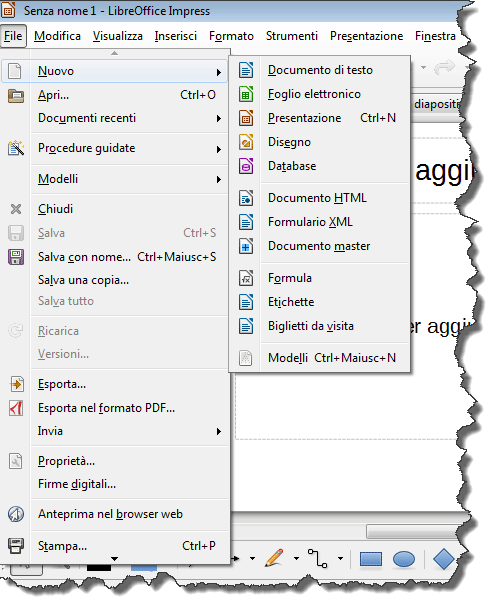 Senza nome 1 - LibreOffice Impress
File Modifica Visualizza Inserisci Formato Strumenti Presentazione Finestra
Nuovo
Apri... Ctrl+O
Documenti recenti
Procedure guidate
Modelli
Chiudi
Salva Ctrl+S
Salva con nome... Ctrl+Maiusc+S
Salva una copia...
Salva tutto
Ricarica
Versioni...
Esporta...
Esporta nel formato PDF...
Invia
Proprietà...
Firme digitali...
Anteprima nel browser web
Stampa... Ctrl+P
Documento di testo
Foglio elettronico
Presentazione Ctrl+N
Disegno
Database
Documento HTML
Formulario XML
Documento master
Formula
Etichette
Biglietti da visita
Modelli Ctrl+Maiusc+N
diapositi
aggi
er aggi